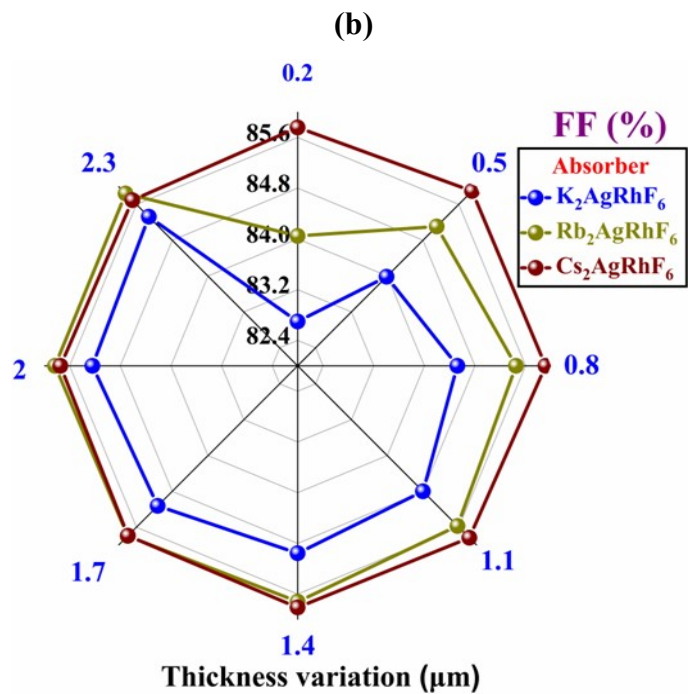 (b)
0.2
85.6
84.8
84.0
83.2
82.4
2.3
0.5
FF (%)
Absorber
K₂AgRhF₆
Rb₂AgRhF₆
Cs₂AgRhF₆
2
0.8
1.7
1.1
1.4
Thickness variation (μm)